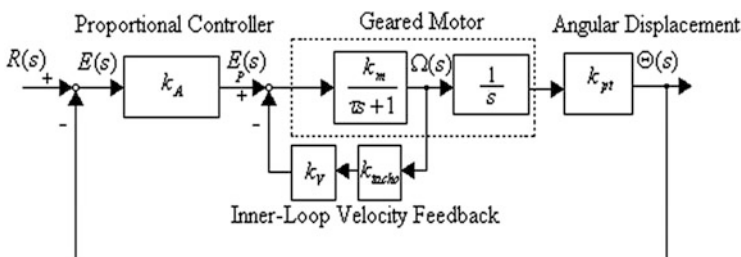 Proportional Controller
Geared Motor
Angular Displacement
R(s)
+
E(s)
k_A
E_P(s)
+
k_m
τs+1
Ω(s)
1
s
k_pt
Θ(s)
-
-
k_V
k_tacho
Inner-Loop Velocity Feedback